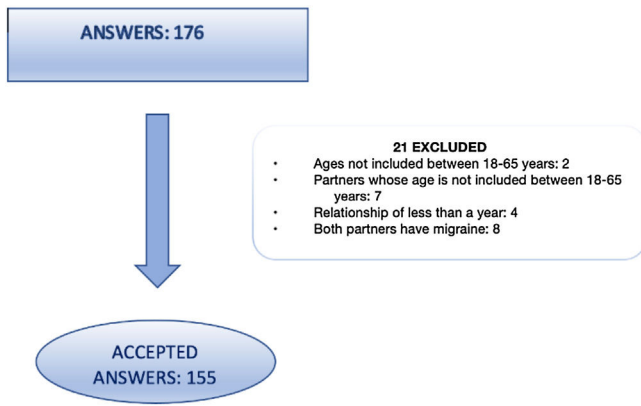 ANSWERS: 176
21 EXCLUDED
• Ages not included between 18-65 years: 2
• Partners whose age is not included between 18-65
years: 7
• Relationship of less than a year: 4
• Both partners have migraine: 8
ACCEPTED
ANSWERS: 155